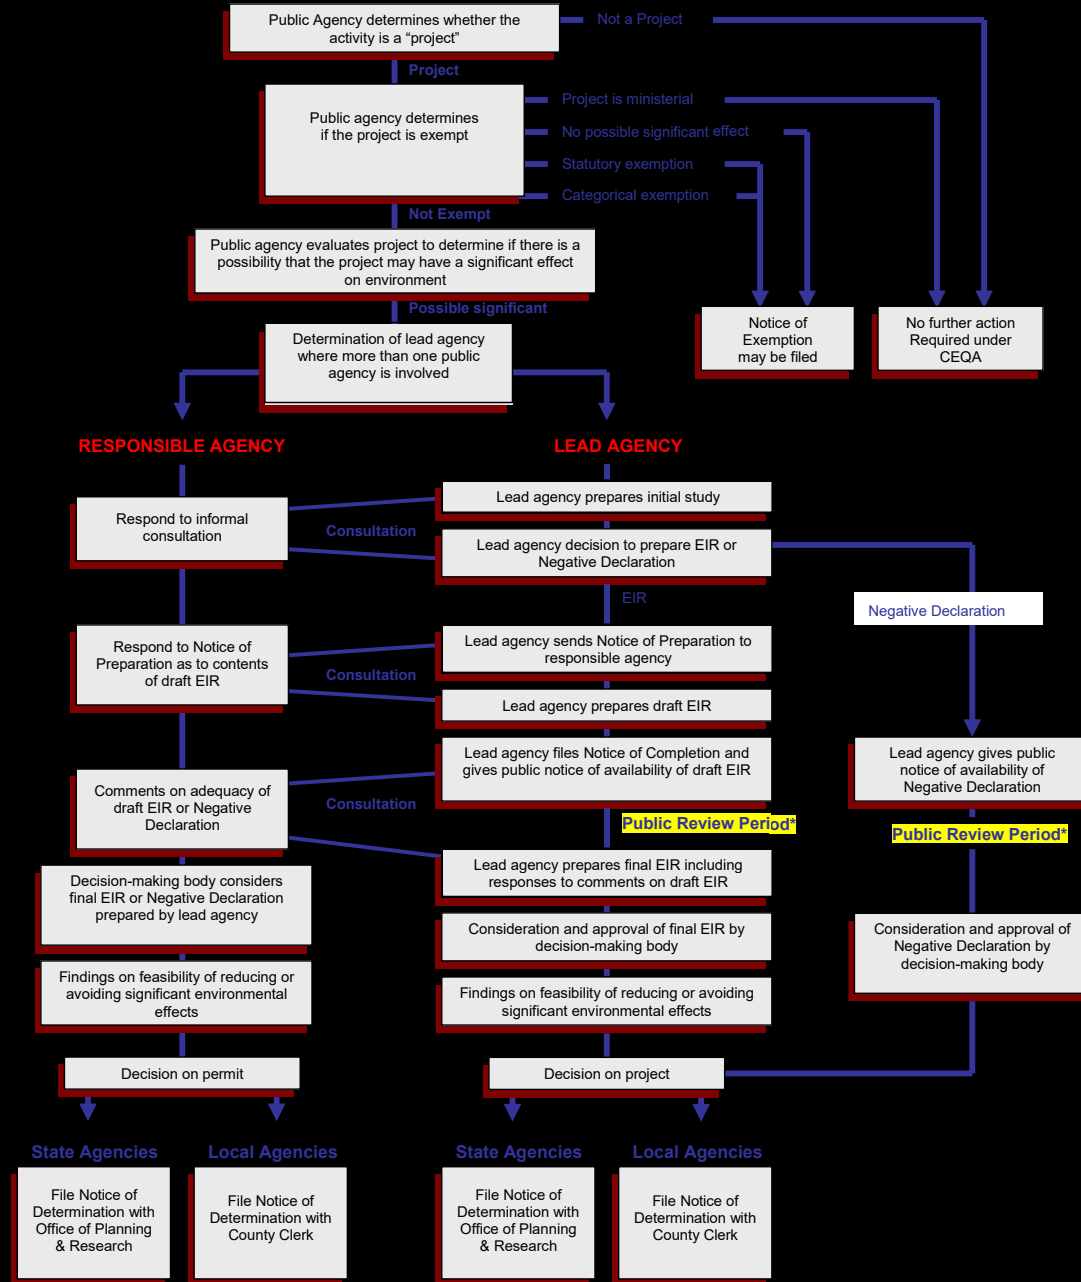 Public Agency determines whether the
activity is a “project”
Not a Project
Project
Public agency determines
if the project is exempt
Project is ministerial
No possible significant effect
Statutory exemption
Categorical exemption
Not Exempt
Public agency evaluates project to determine if there is a
possibility that the project may have a significant effect
on environment
Possible significant
Notice of
Exemption
may be filed
No further action
Required under
CEQA
Determination of lead agency
where more than one public
agency is involved
RESPONSIBLE AGENCY
LEAD AGENCY
Respond to informal
consultation
Consultation
Lead agency prepares initial study
Lead agency decision to prepare EIR or
Negative Declaration
EIR
Negative Declaration
Respond to Notice of
Preparation as to contents
of draft EIR
Consultation
Lead agency sends Notice of Preparation to
responsible agency
Lead agency prepares draft EIR
Lead agency files Notice of Completion and
gives public notice of availability of draft EIR
Lead agency gives public
notice of availability of
Negative Declaration
Comments on adequacy of
draft EIR or Negative
Declaration
Consultation
Public Review Period*
Public Review Period*
Lead agency prepares final EIR including
responses to comments on draft EIR
Decision-making body considers
final EIR or Negative Declaration
prepared by lead agency
Consideration and approval of final EIR by
decision-making body
Consideration and approval of
Negative Declaration by
decision-making body
Findings on feasibility of reducing or
avoiding significant environmental
effects
Findings on feasibility of reducing or avoiding
significant environmental effects
Decision on permit
Decision on project
State Agencies
Local Agencies
State Agencies
Local Agencies
File Notice of
Determination with
Office of Planning
& Research
File Notice of
Determination with
County Clerk
File Notice of
Determination with
Office of Planning
& Research
File Notice of
Determination with
County Clerk